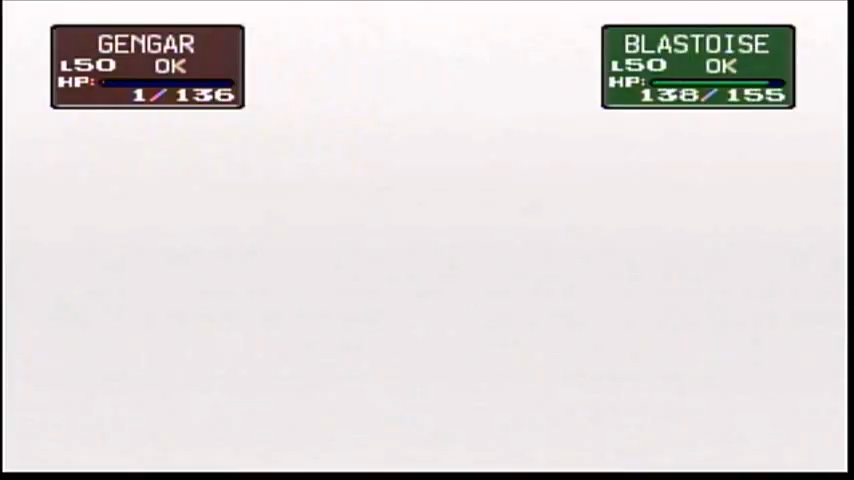 GENGAR
L50 OK
HP:
1/136
BLASTOISE
L50 OK
HP:
138/155